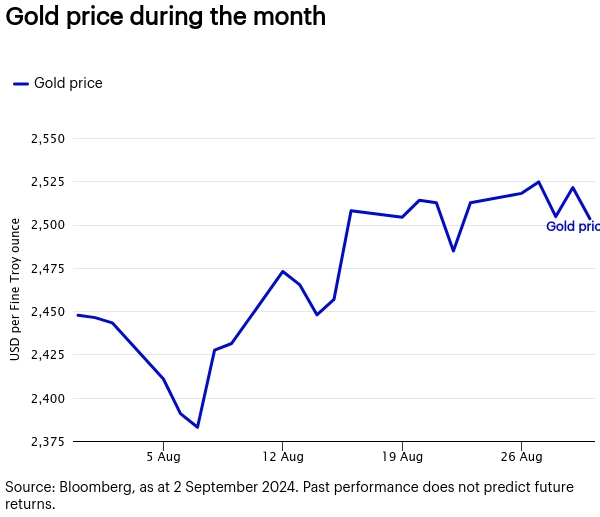 Gold price during the month
Gold price
2,550
2,525
2,500
2,475
2,450
2,425
2,400
2,375
USD per Fine Troy ounce
Gold pric
5 Aug
12 Aug
19 Aug
26 Aug
Source: Bloomberg, as at 2 September 2024. Past performance does not predict future
returns.